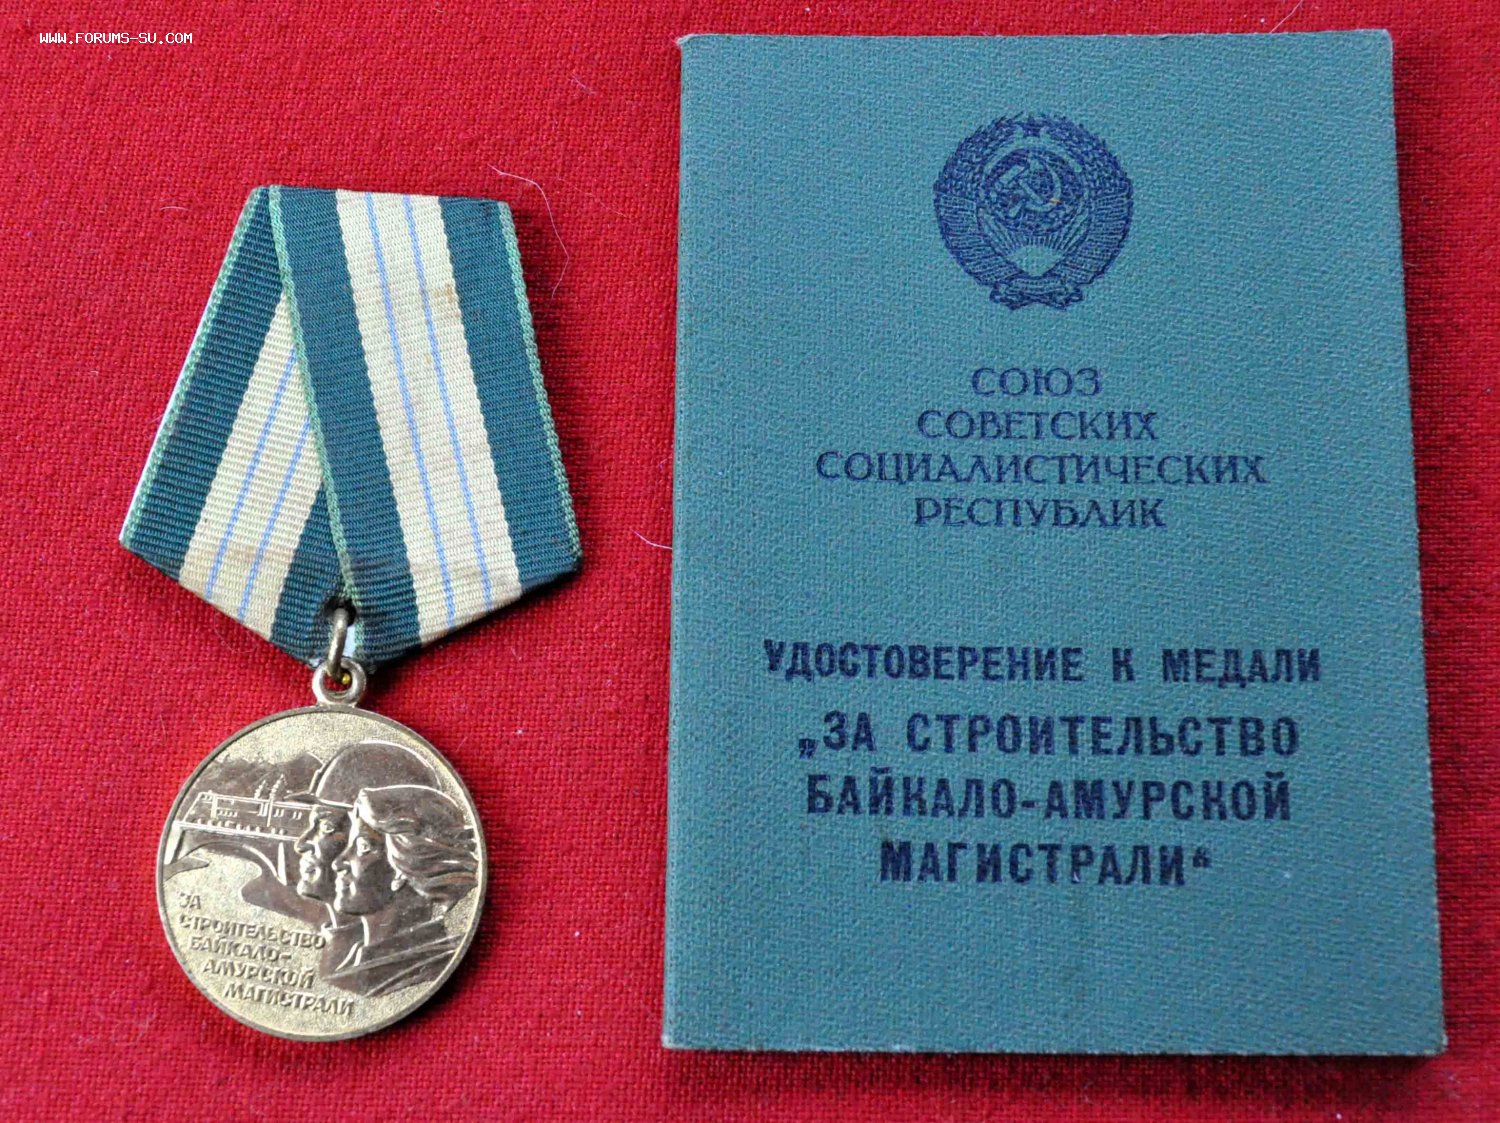 WWW.FORUMS-SU.COM
СОЮЗ
СОВЕТСКИХ
СОЦИАЛИСТИЧЕСКИХ
РЕСПУБЛИК
УДОСТОВЕРЕНИЕ К МЕДАЛИ
„ЗА СТРОИТЕЛЬСТВО
БАЙКАЛО-АМУРСКОЙ
МАГИСТРАЛИ“
ЗА
СТРОИТЕЛЬСТВО
БАЙКАЛО-
АМУРСКОЙ
МАГИСТРАЛИ